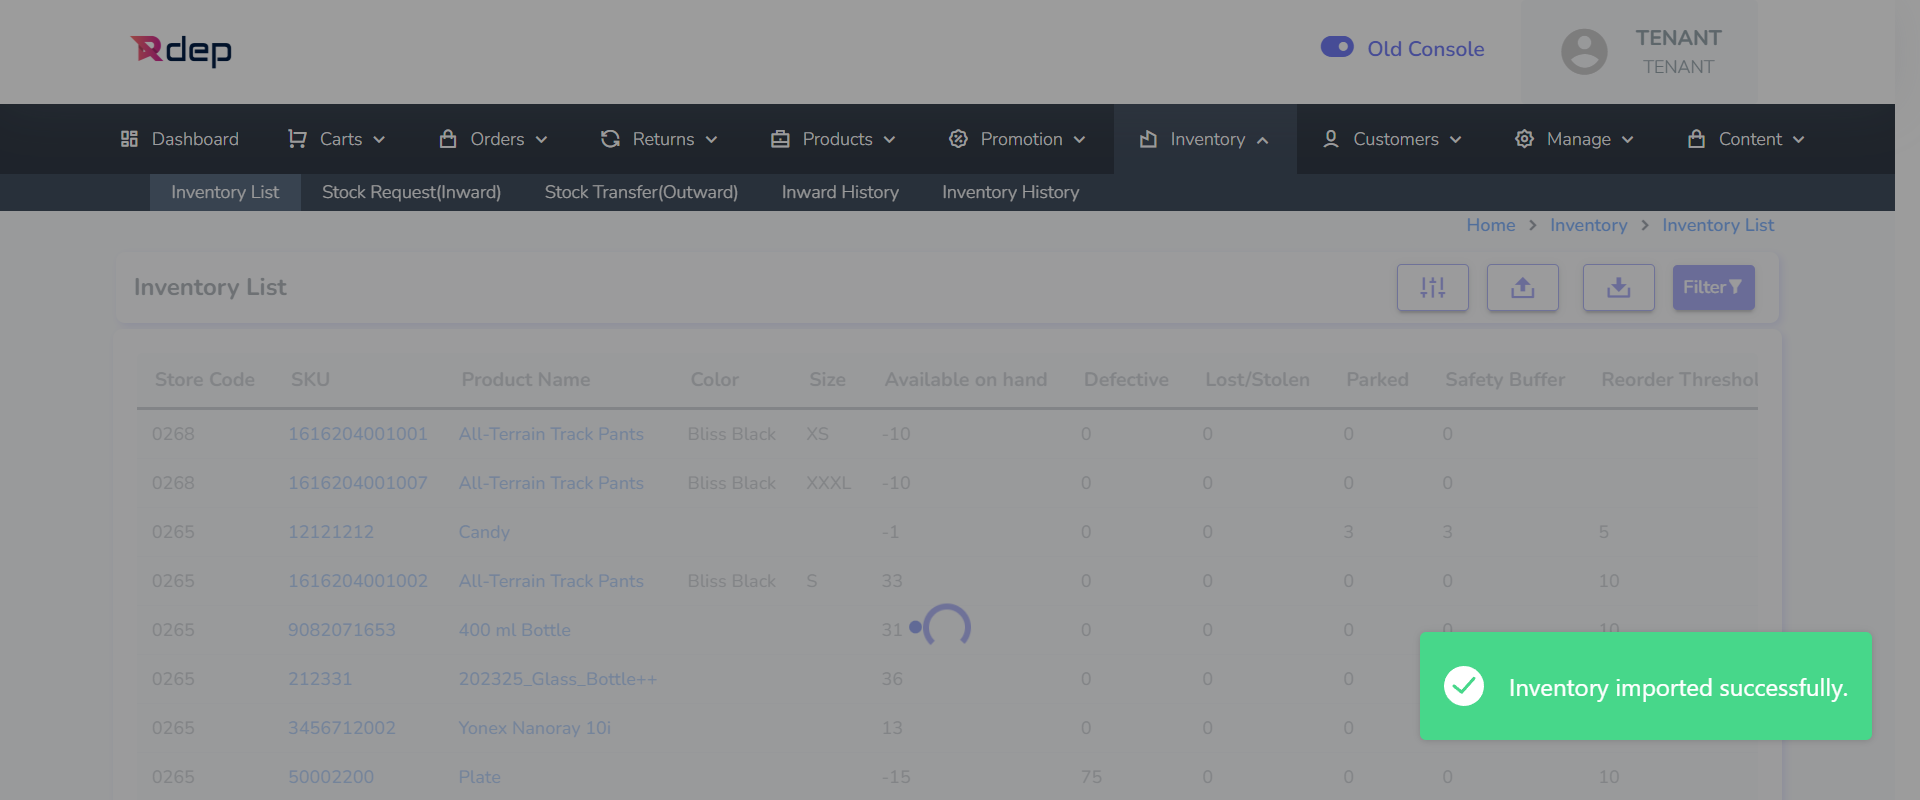 Rdep
Old Console
TENANT
TENANT
Dashboard Carts Orders Returns Products Promotion Inventory Customers Manage Content
Inventory List Stock Request(Inward) Stock Transfer(Outward) Inward History Inventory History
Home > Inventory > Inventory List
Inventory List
Filter
Store Code SKU Product Name Color Size Available on hand Defective Lost/Stolen Parked Safety Buffer Reorder Threshol
0268 1616204001001 All-Terrain Track Pants Bliss Black XS -10 0 0 0 0
0268 1616204001007 All-Terrain Track Pants Bliss Black XXXL -10 0 0 0 0
0265 12121212 Candy -1 0 0 3 3 5
0265 1616204001002 All-Terrain Track Pants Bliss Black S 33 0 0 0 0 10
0265 9082071653 400 ml Bottle 31 0 0 0 0 10
0265 212331 202325_Glass_Bottle++ 36 0 0 0
0265 3456712002 Yonex Nanoray 10i 13 0 0 0
0265 50002200 Plate -15 75 0 0 0 10
Inventory imported successfully.